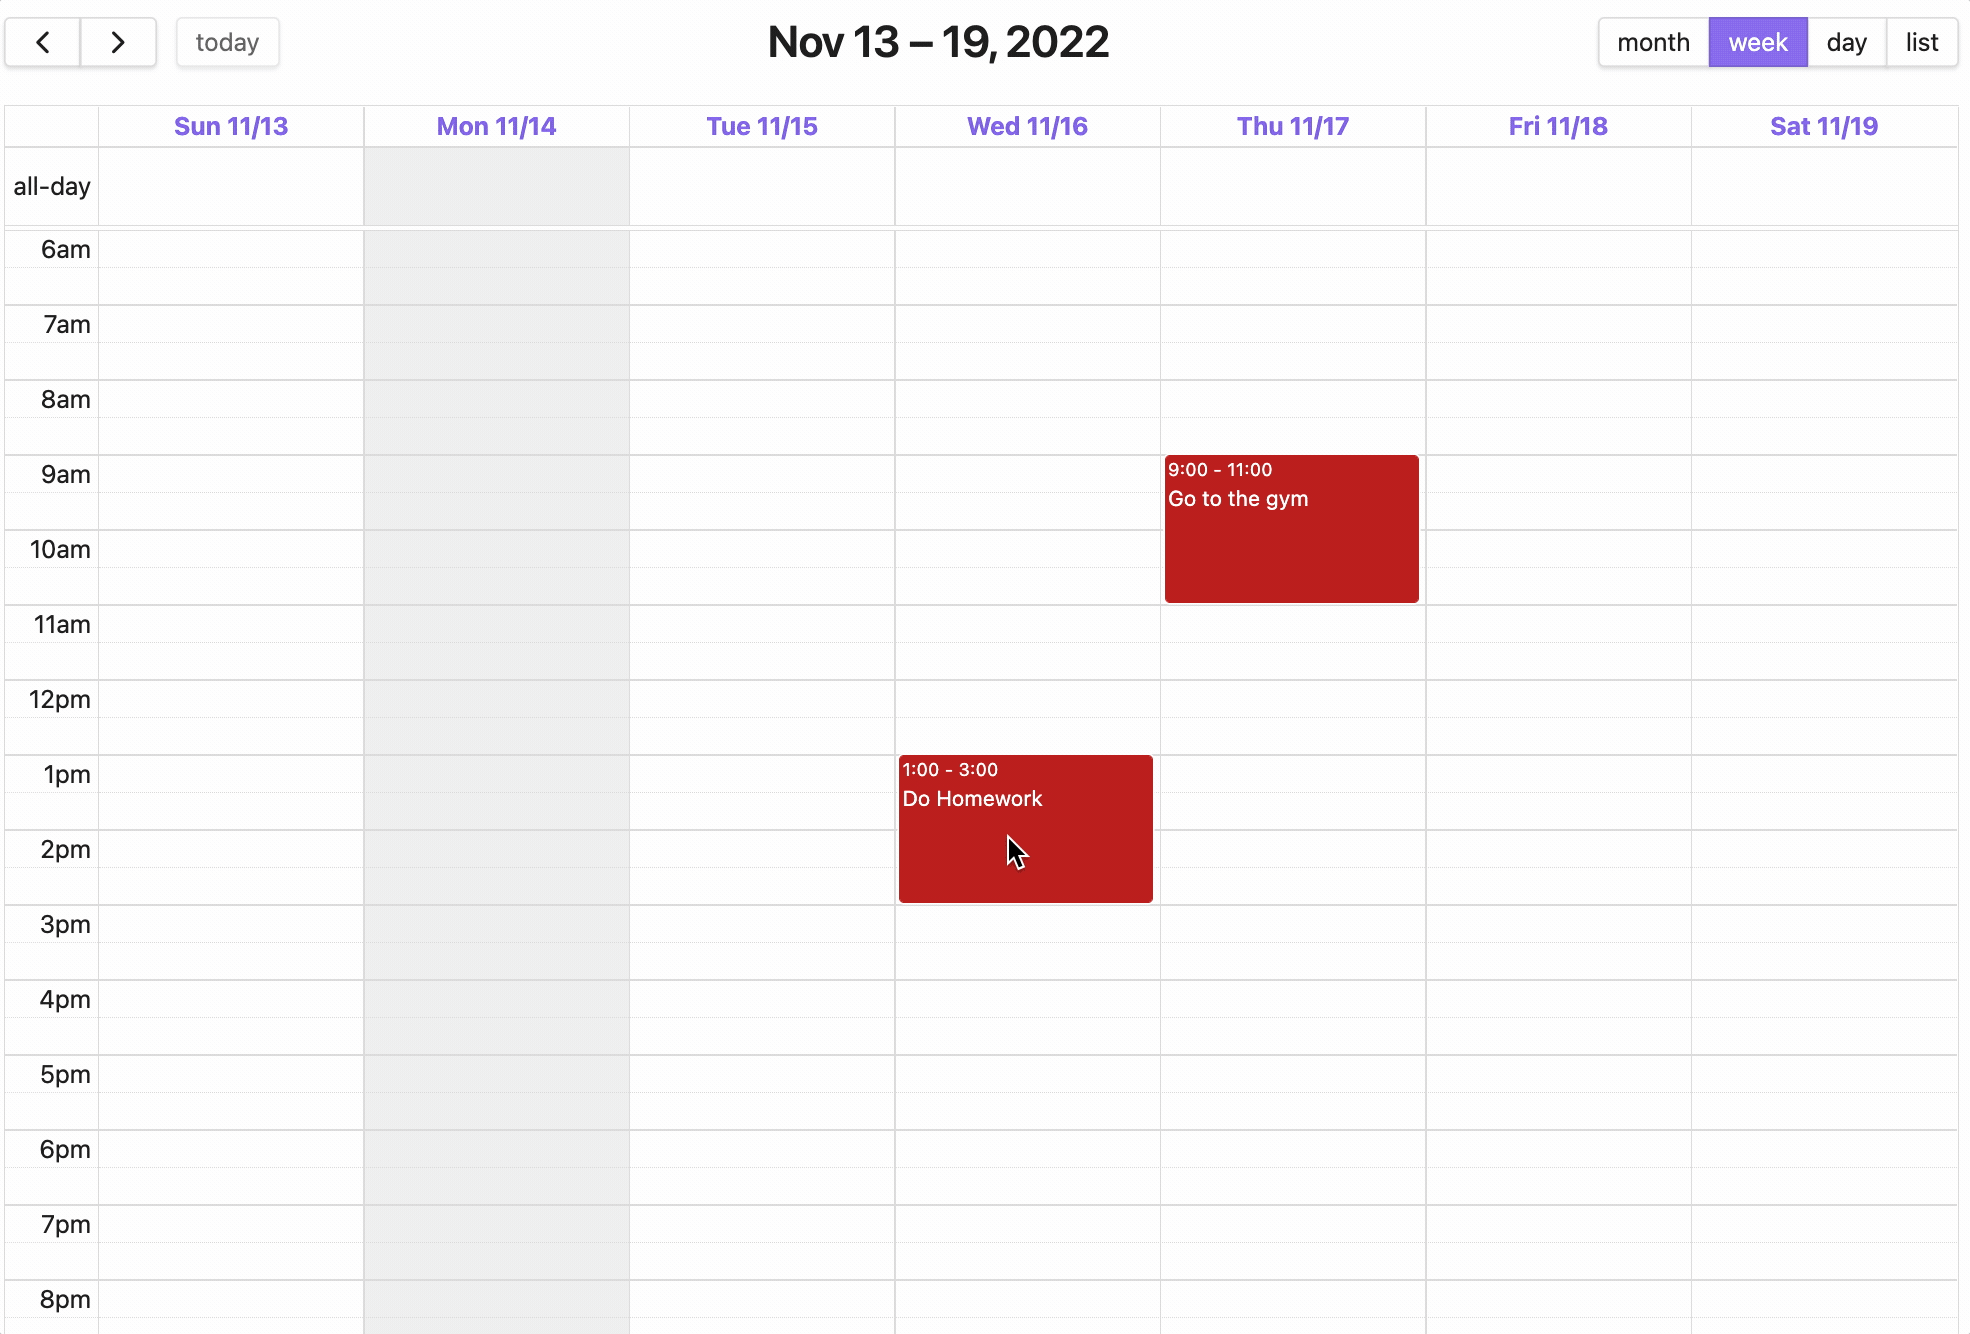 today
Nov 13 – 19, 2022
month week day list
Sun 11/13 Mon 11/14 Tue 11/15 Wed 11/16 Thu 11/17 Fri 11/18 Sat 11/19
all-day
6am
7am
8am
9am
9:00 - 11:00
Go to the gym
10am
11am
12pm
1pm
1:00 - 3:00
Do Homework
2pm
3pm
4pm
5pm
6pm
7pm
8pm